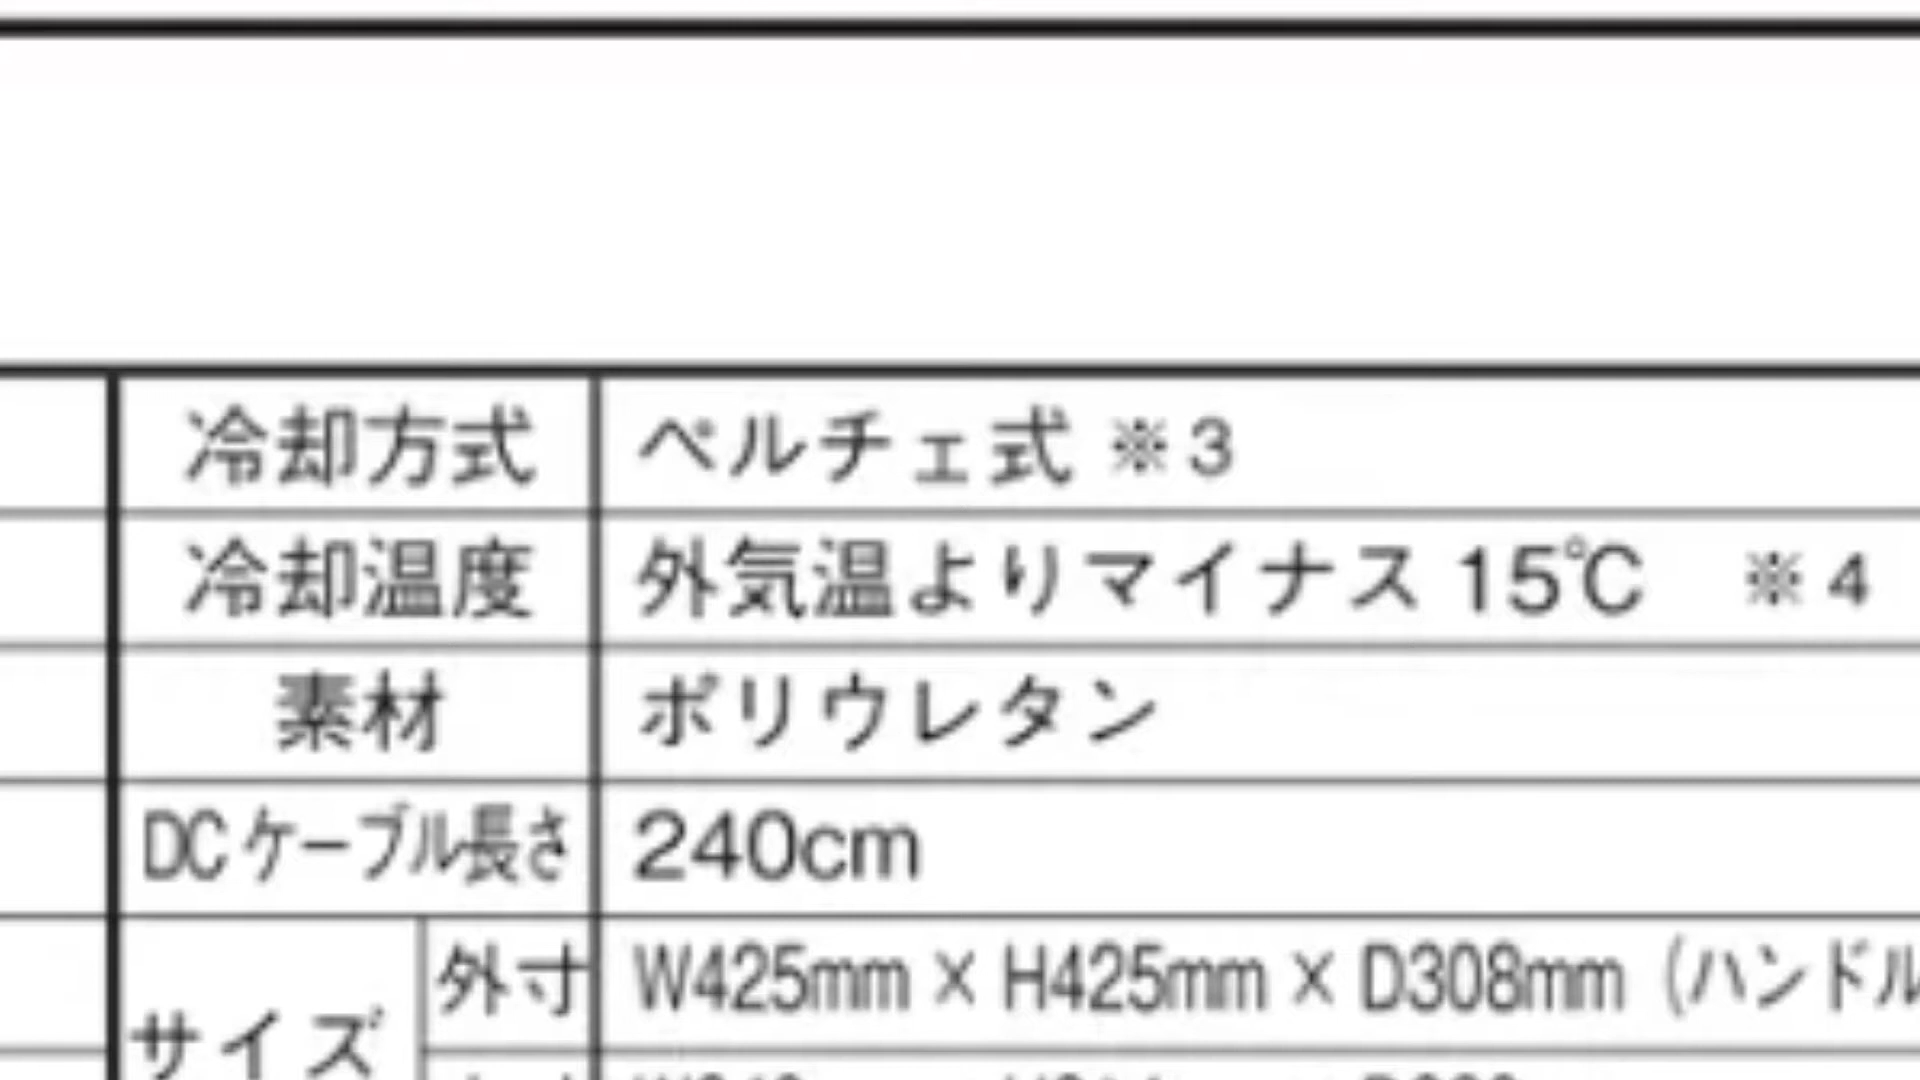 冷却方式 ペルチェ式 ※3
冷却温度 外気温よりマイナス 15℃ ※4
素材 ポリウレタン
DCケーブル長さ 240cm
サイズ 外寸 W425mm × H425mm × D308mm（ハンドル